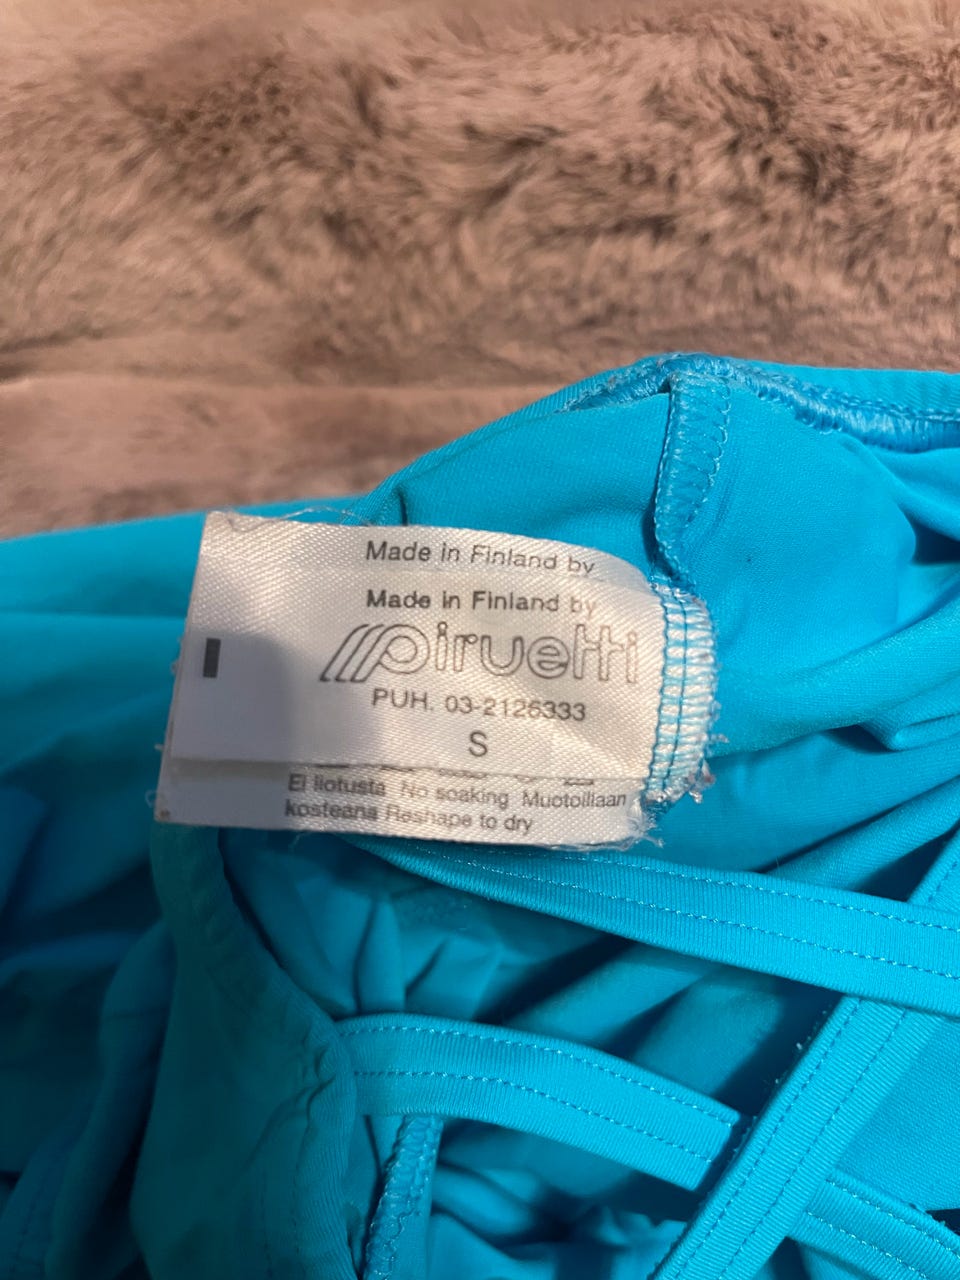 Made in Finland by
Made in Finland by
piruetti
PUH. 03-2126333
S
Ei liotusta No soaking Muotoillaan
kosteana Reshape to dry